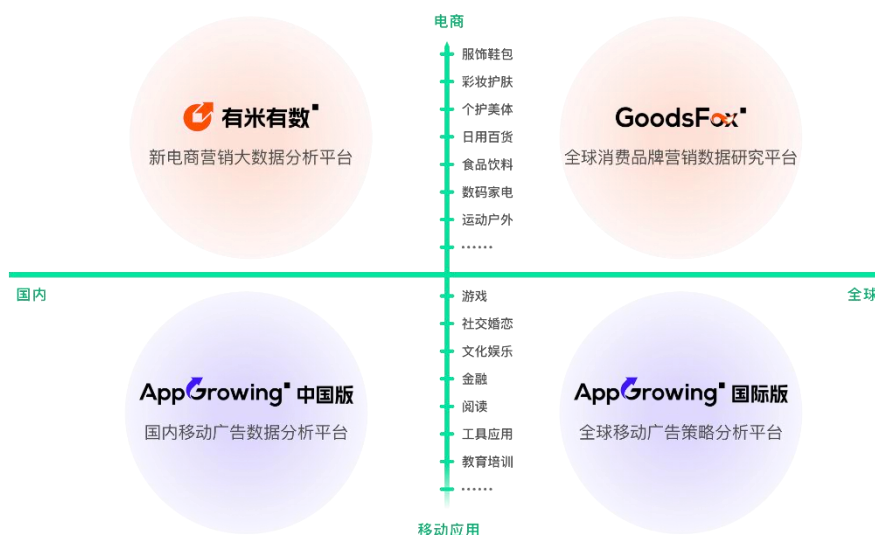 电商
服饰鞋包
彩妆护肤
个护美体
日用百货
食品饮料
数码家电
运动户外
……
有米有数
新电商营销大数据分析平台
GoodsFox
全球消费品牌营销数据研究平台
国内
全球
游戏
社交婚恋
文化娱乐
金融
阅读
工具应用
教育培训
……
AppGrowing 中国版
国内移动广告数据分析平台
AppGrowing 国际版
全球移动广告策略分析平台
移动应用